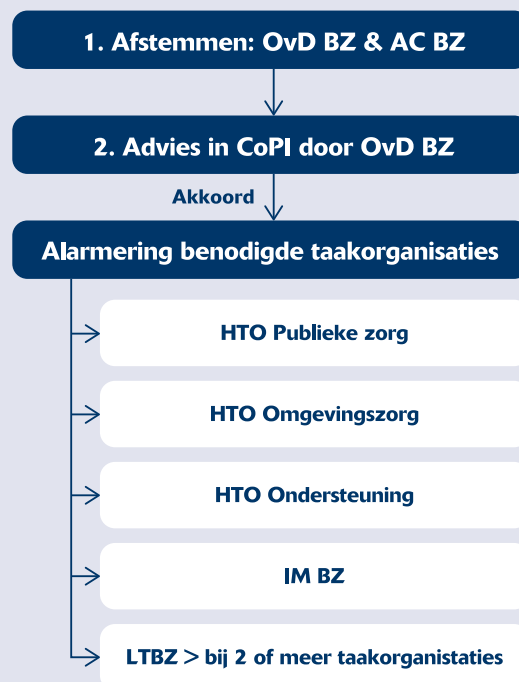 1. Afstemmen: OvD BZ & AC BZ
2. Advies in CoPI door OvD BZ
Akkoord
Alarmering benodigde taakorganisaties
HTO Publieke zorg
HTO Omgevingszorg
HTO Ondersteuning
IM BZ
LTBZ > bij 2 of meer taakorganistaties